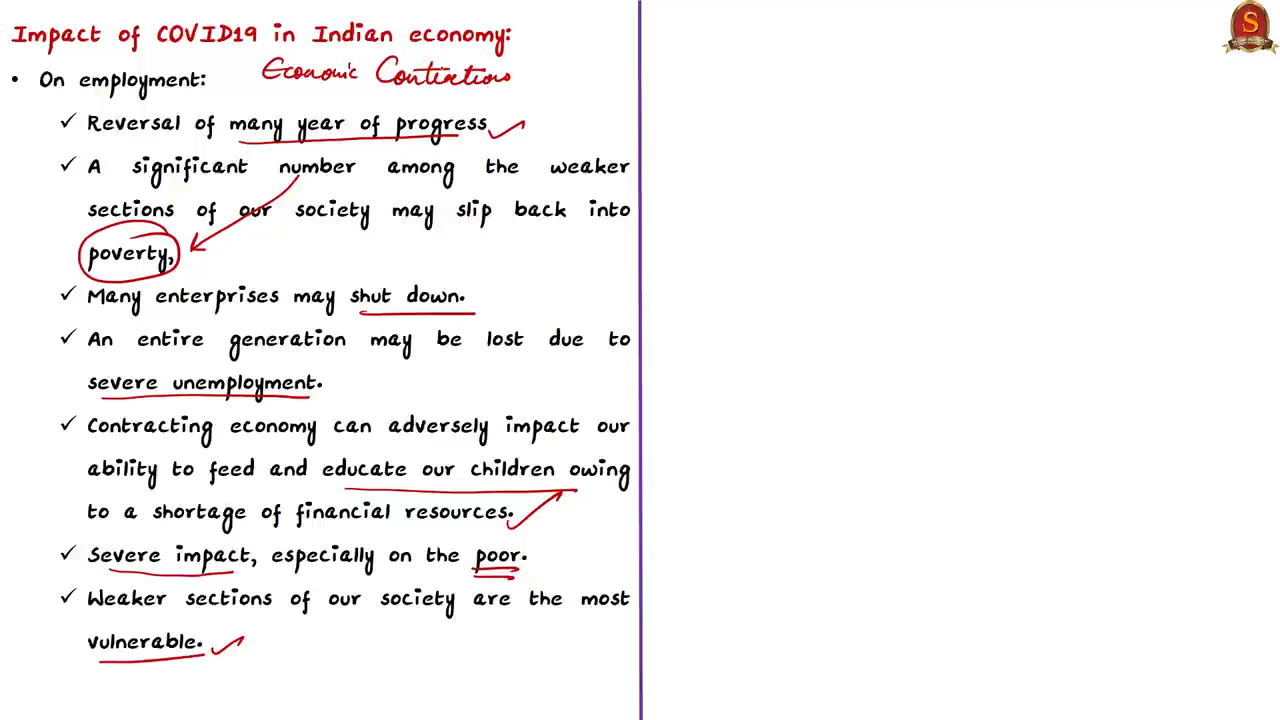 Impact of COVID19 in Indian economy:
• On employment:
Economic
✓ Reversal of many year of progress
✓ A significant number among the weaker
sections of our society may slip back into
poverty,
✓ Many enterprises may shut down.
✓ An entire generation may be lost due to
severe unemployment.
✓ Contracting economy can adversely impact our
ability to feed and educate our children owing
to a shortage of financial resources.
✓ Severe impact, especially on the poor.
✓ Weaker sections of our society are the most
vulnerable.
S